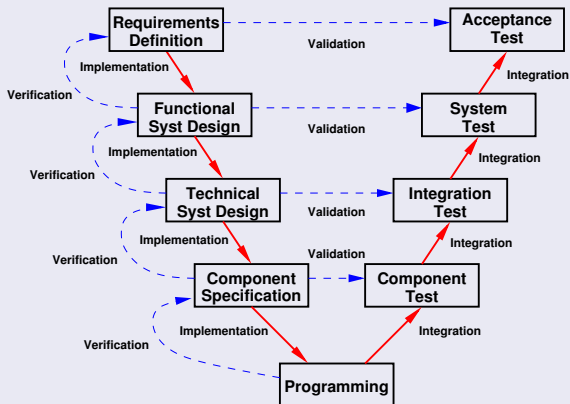 Requirements
Definition
Acceptance
Test
Validation
Implementation
Integration
Verification
Functional
Syst Design
System
Test
Validation
Implementation
Integration
Verification
Technical
Syst Design
Integration
Test
Validation
Implementation
Integration
Validation
Verification
Component
Specification
Component
Test
Implementation
Integration
Verification
Programming